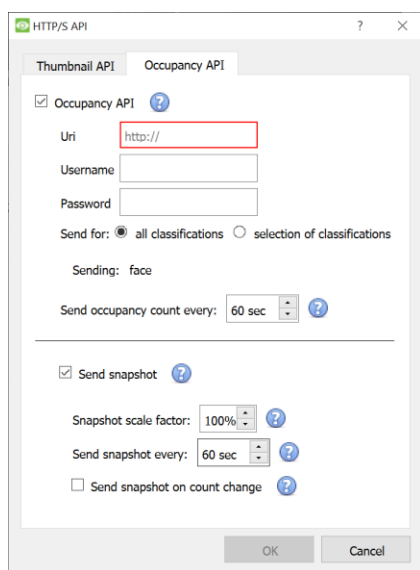 HTTP/S API ?
Thumbnail API Occupancy API
Occupancy API ?
Uri http://
Username
Password
Send for: all classifications selection of classifications
Sending: face
Send occupancy count every: 60 sec ?
Send snapshot ?
Snapshot scale factor: 100% ?
Send snapshot every: 60 sec ?
Send snapshot on count change ?
OK Cancel